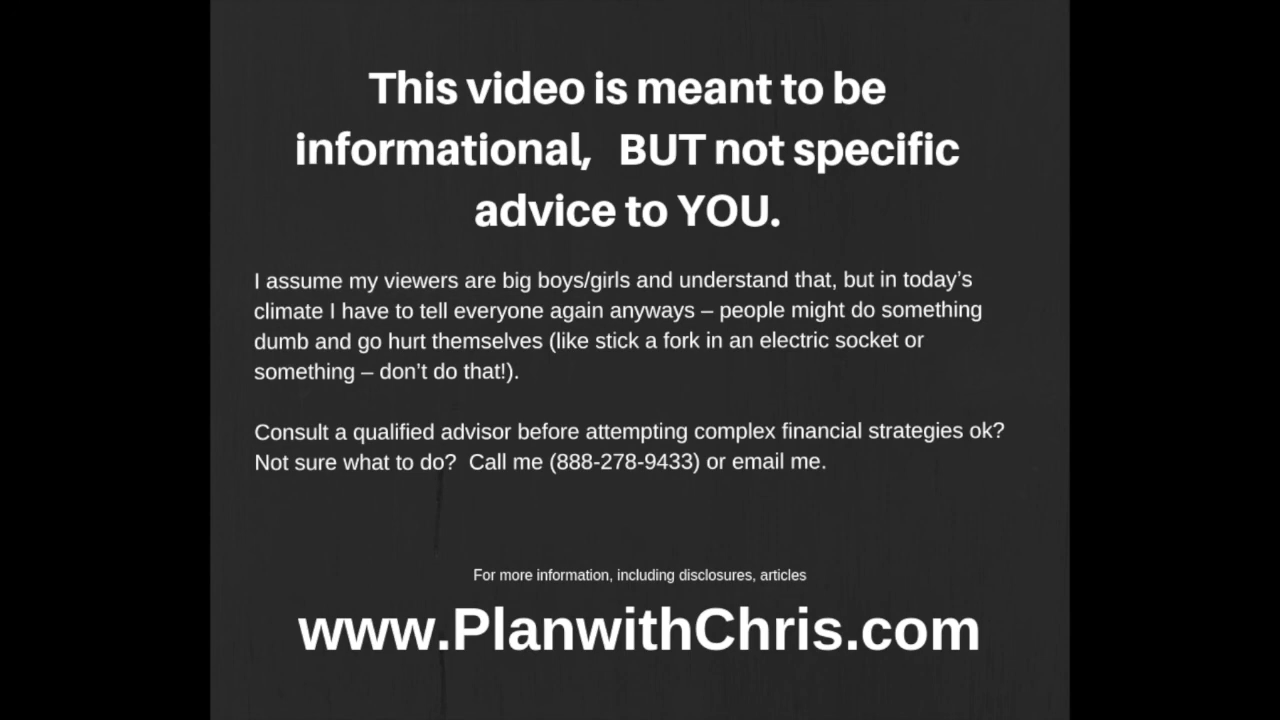 This video is meant to be
informational,   BUT not specific
advice to YOU.
I assume my viewers are big boys/girls and understand that, but in today’s
climate I have to tell everyone again anyways – people might do something
dumb and go hurt themselves (like stick a fork in an electric socket or
something – don’t do that!).
Consult a qualified advisor before attempting complex financial strategies ok?
Not sure what to do?  Call me (888-278-9433) or email me.
For more information, including disclosures, articles
www.PlanwithChris.com